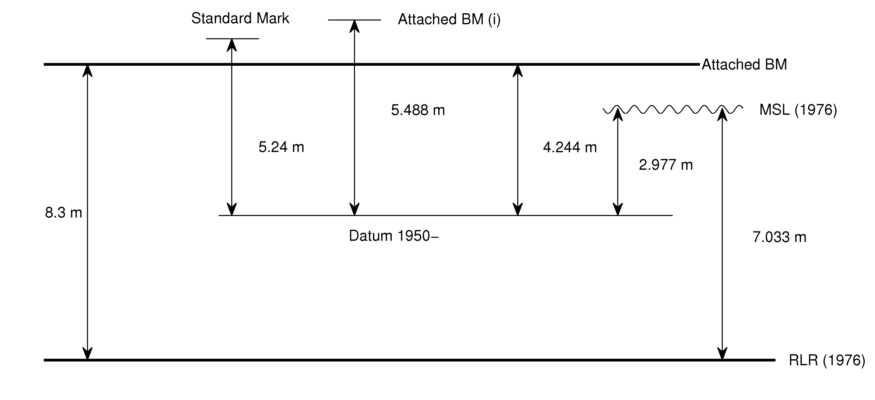 Standard Mark
Attached BM (i)
Attached BM
MSL (1976)
5.488 m
5.24 m
4.244 m
2.977 m
8.3 m
Datum 1950−
7.033 m
RLR (1976)